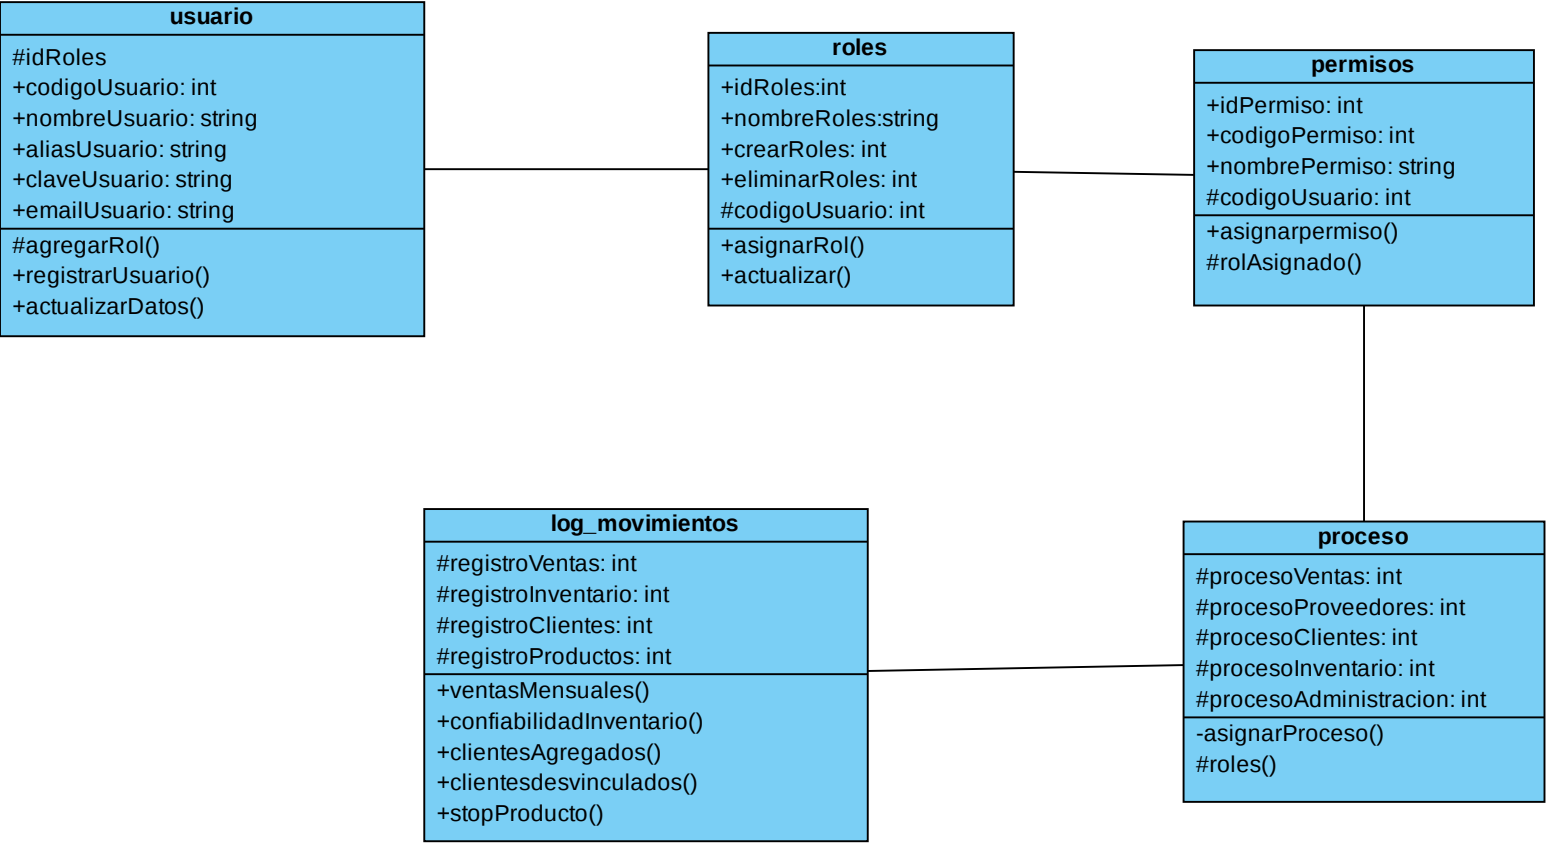 usuario
#idRoles
+codigoUsuario: int
+nombreUsuario: string
+aliasUsuario: string
+claveUsuario: string
+emailUsuario: string
#agregarRol()
+registrarUsuario()
+actualizarDatos()
roles
+idRoles:int
+nombreRoles:string
+crearRoles: int
+eliminarRoles: int
#codigoUsuario: int
+asignarRol()
+actualizar()
permisos
+idPermiso: int
+codigoPermiso: int
+nombrePermiso: string
#codigoUsuario: int
+asignarpermiso()
#rolAsignado()
log_movimientos
#registroVentas: int
#registroInventario: int
#registroClientes: int
#registroProductos: int
+ventasMensuales()
+confiabilidadInventario()
+clientesAgregados()
+clientesdesvinculados()
+stopProducto()
proceso
#procesoVentas: int
#procesoProveedores: int
#procesoClientes: int
#procesoInventario: int
#procesoAdministracion: int
-asignarProceso()
#roles()